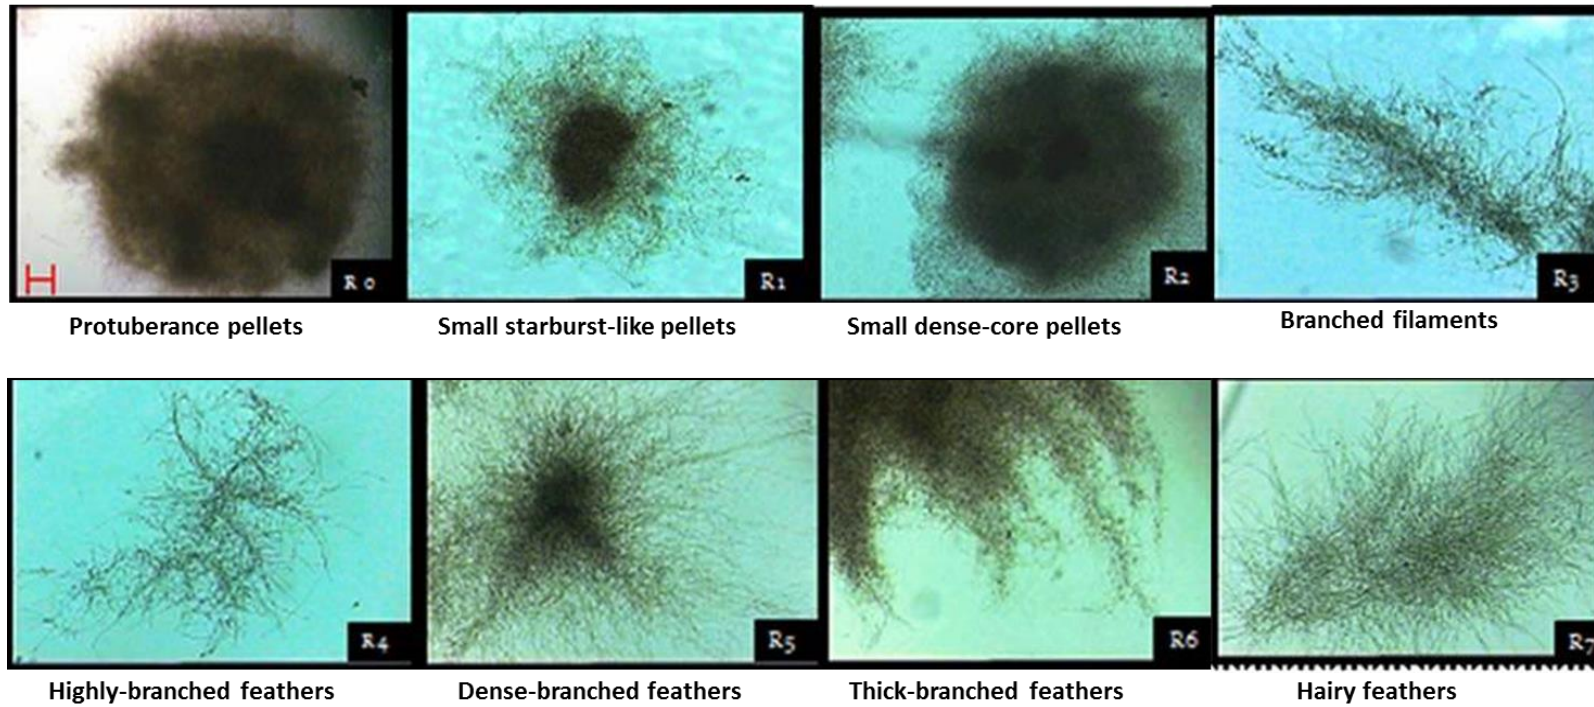 R 0
R1
R2
R3
Protuberance pellets
Small starburst-like pellets
Small dense-core pellets
Branched filaments
R4
R5
R6
R7
Highly-branched feathers
Dense-branched feathers
Thick-branched feathers
Hairy feathers